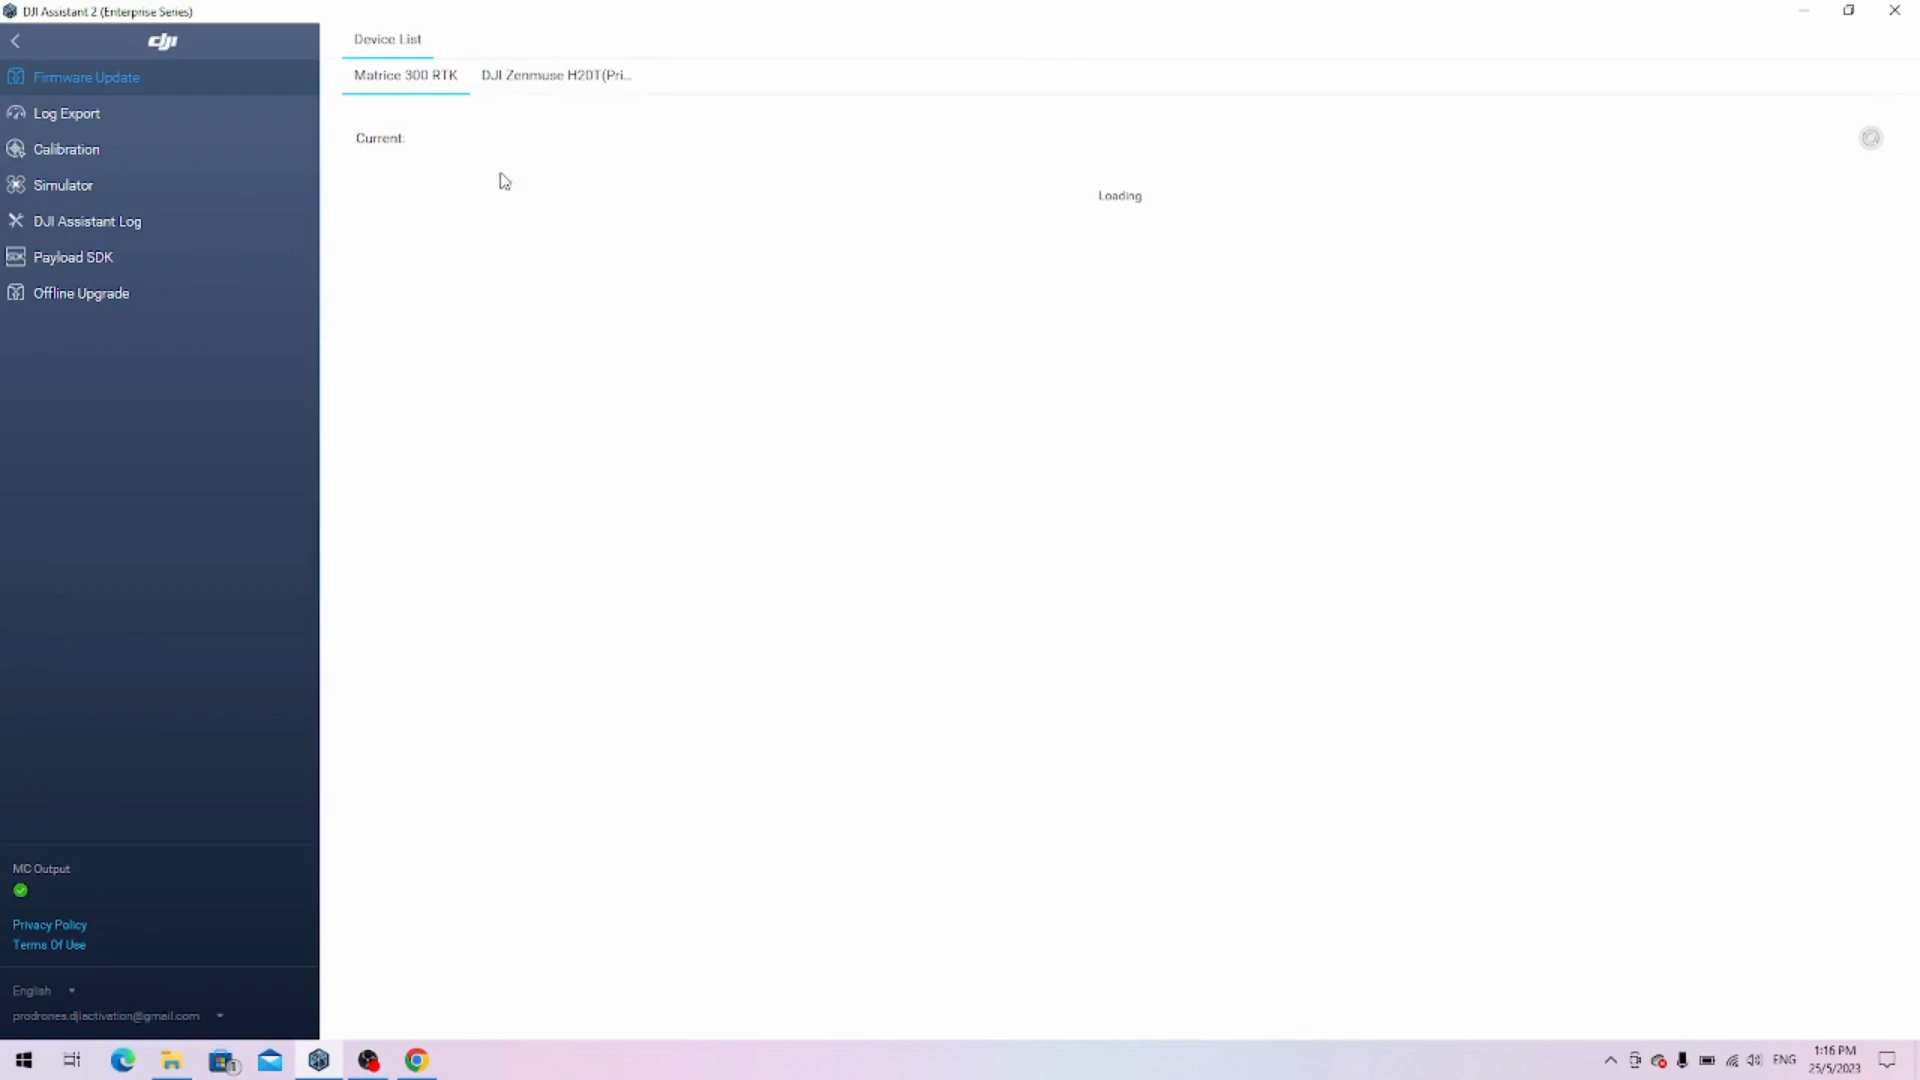 DJI Assistant 2 (Enterprise Series)
dji
Firmware Update
Log Export
Calibration
Simulator
DJI Assistant Log
Payload SDK
Offline Upgrade
MC Output
Privacy Policy
Terms Of Use
English
prodrones.djiactivation@gmail.com
Device List
Matrice 300 RTK
DJI Zenmuse H20T(Pri...
Current:
Loading
1
ENG
1:16 PM
25/5/2023